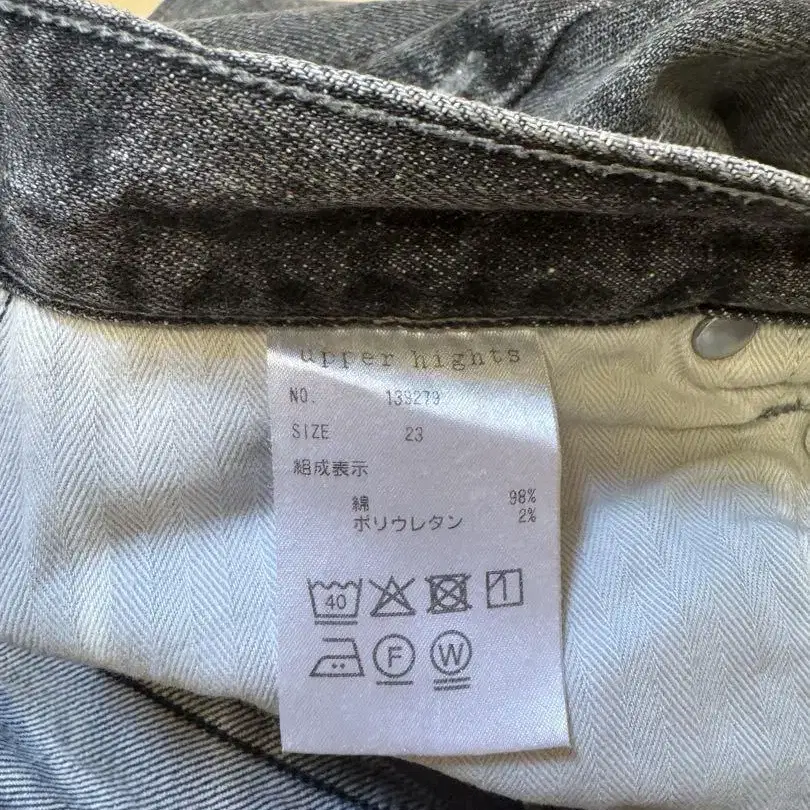 upper hights
NO. 139279
SIZE 23
組成表示
綿 98%
ポリウレタン 2%
40
F W